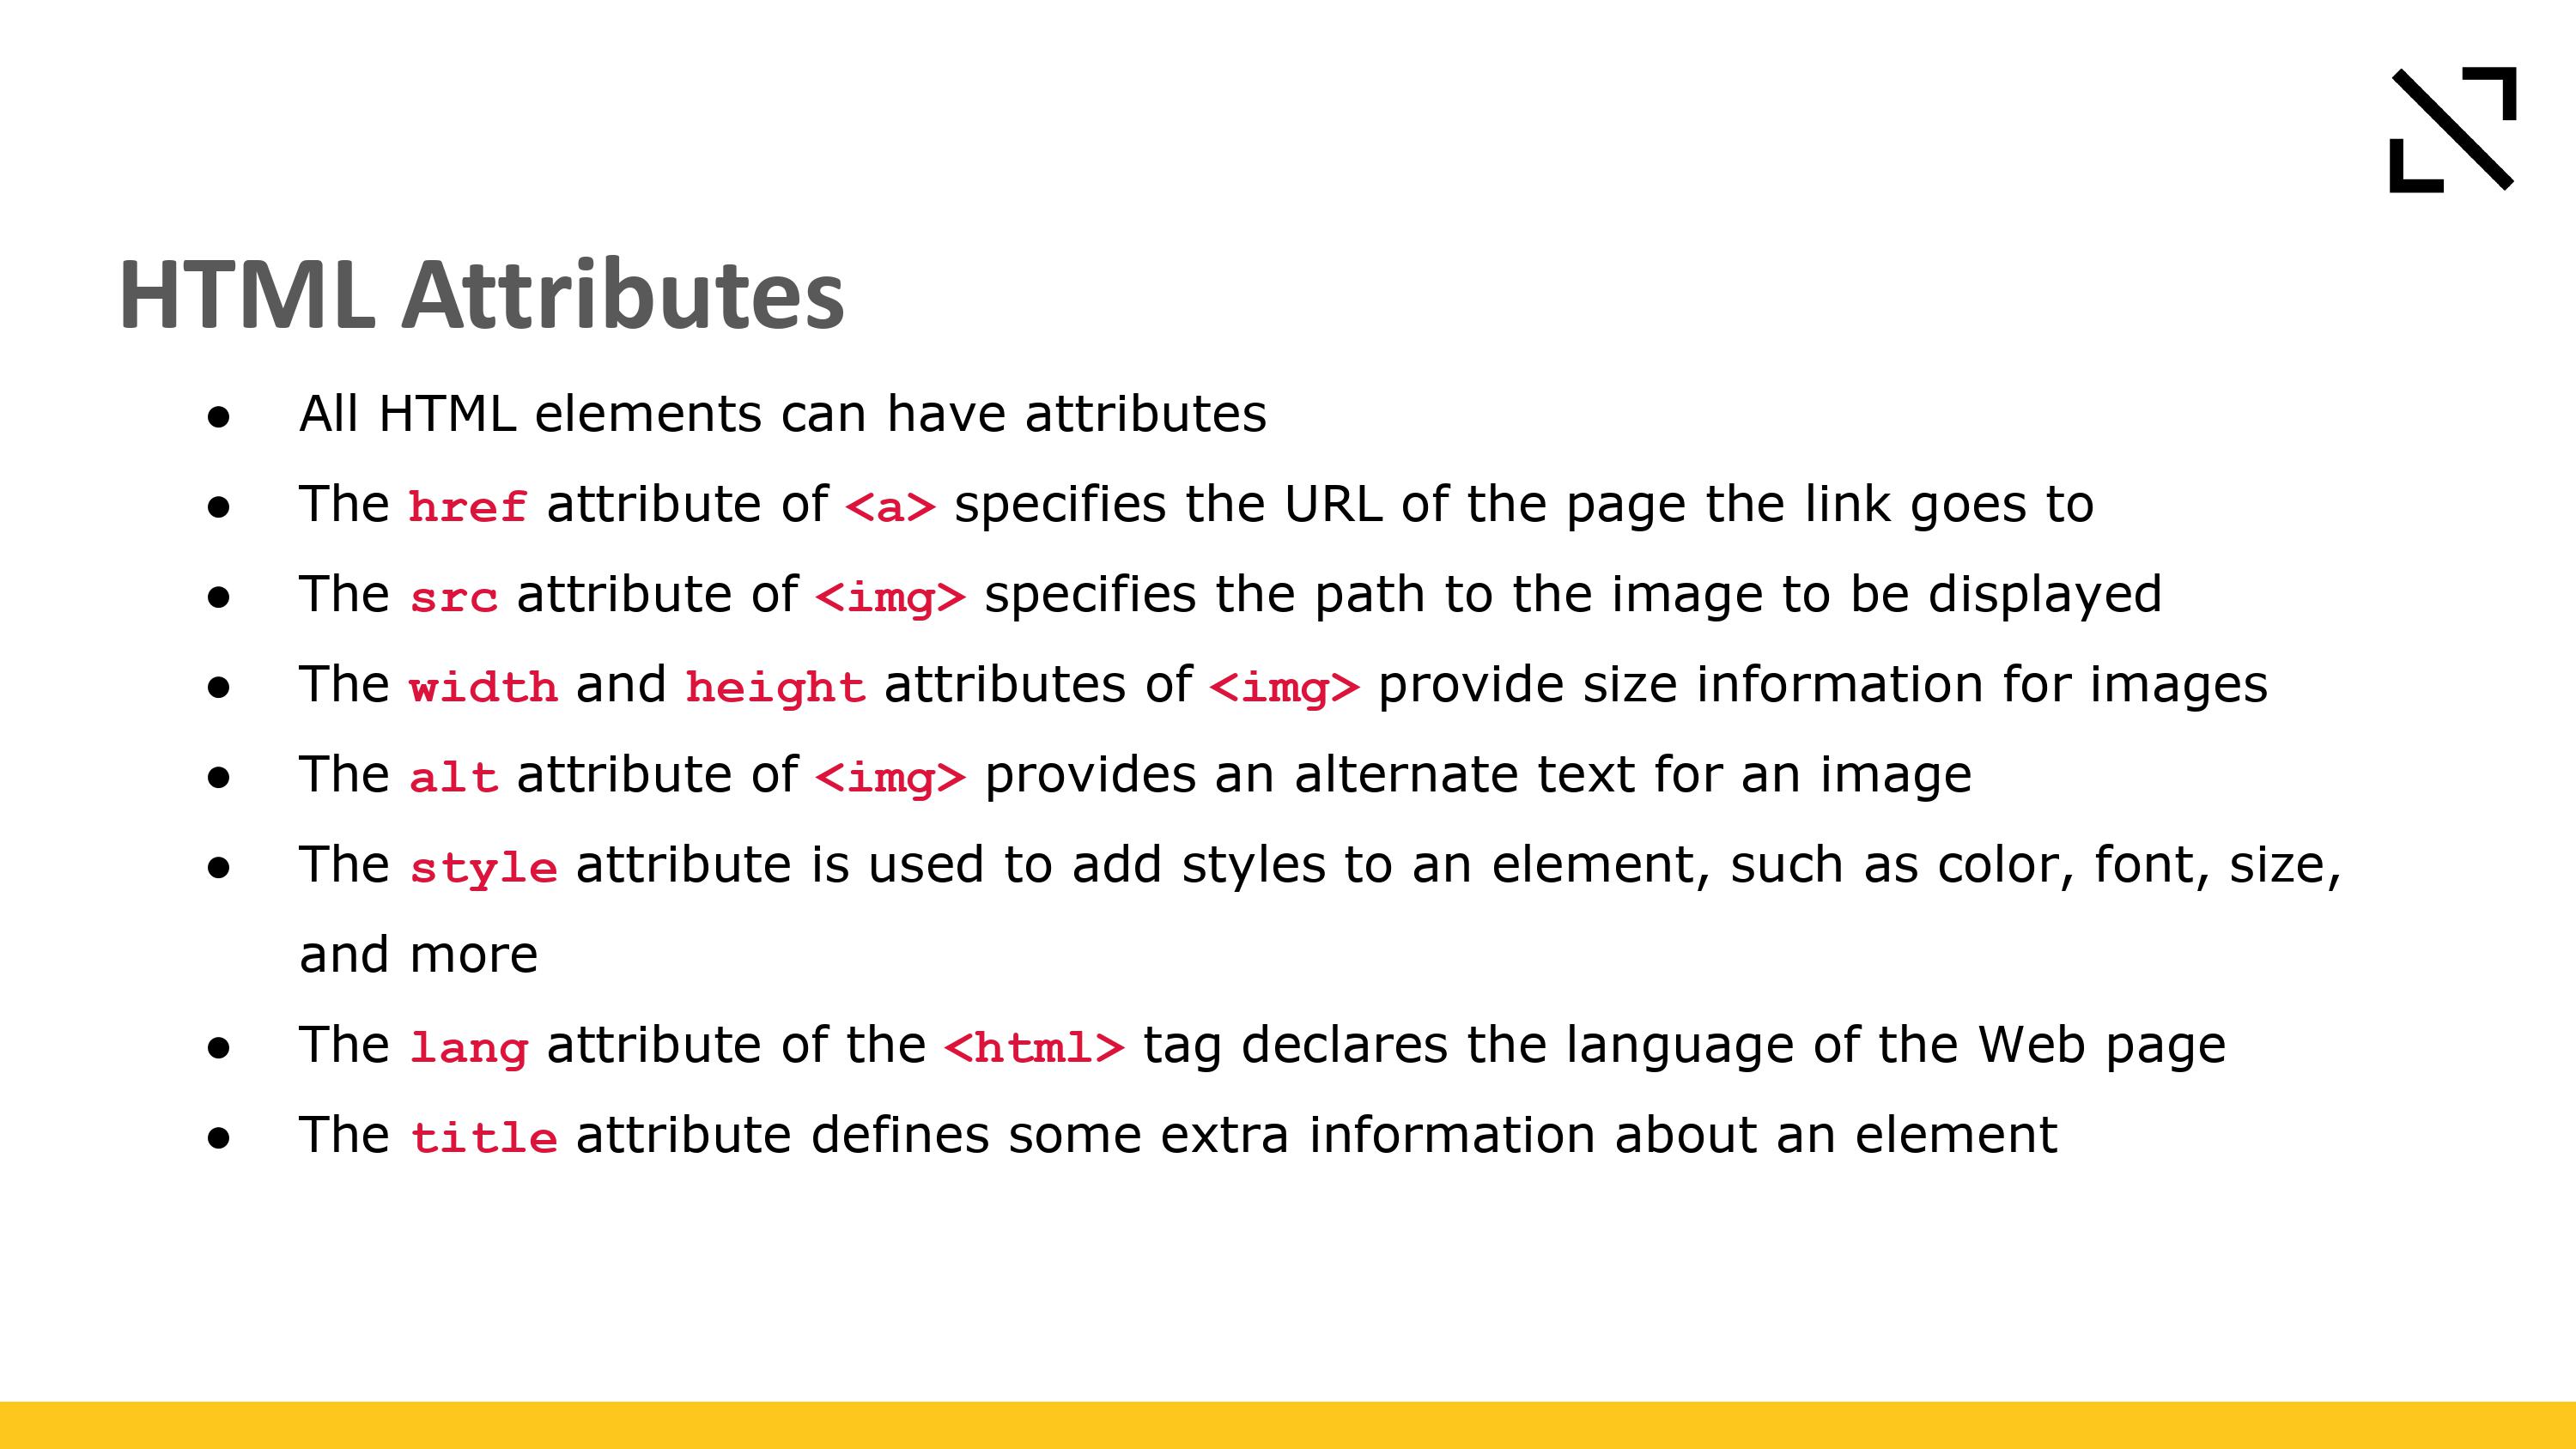 HTML Attributes
● All HTML elements can have attributes
● The href attribute of <a> specifies the URL of the page the link goes to
● The src attribute of <img> specifies the path to the image to be displayed
● The width and height attributes of <img> provide size information for images
● The alt attribute of <img> provides an alternate text for an image
● The style attribute is used to add styles to an element, such as color, font, size,
and more
● The lang attribute of the <html> tag declares the language of the Web page
● The title attribute defines some extra information about an element